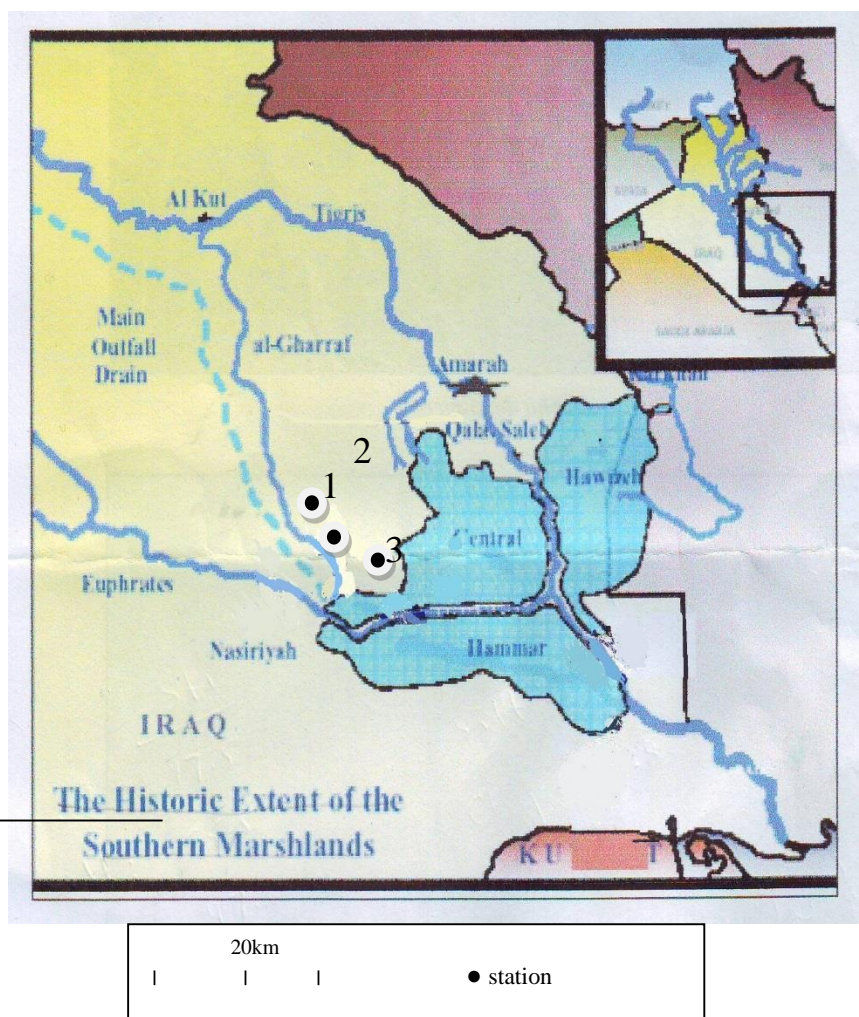 Al Kut
Tigris
Main
Outfall
Drain
al-Gharraf
Amarah
2
Qalat Saleh
1
Hawizeh
Central
3
Euphrates
Nasiriyah
Hammar
IRAQ
IRAQ
The Historic Extent of the
Southern Marshlands
K U T
20km
station